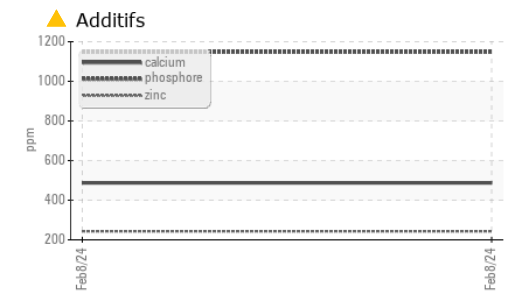 Additifs
1200
1000
800
600
400
200
ppm
calcium
phosphore
zinc
Feb8/24
Feb8/24